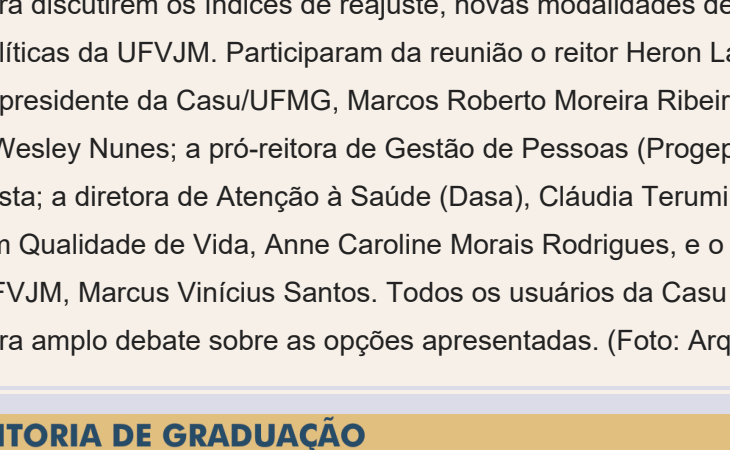 ra discutirem os índices de reajuste, novas modalidades de
líticas da UFVJM. Participaram da reunião o reitor Heron La
presidente da Casu/UFMG, Marcos Roberto Moreira Ribeir
Wesley Nunes; a pró-reitora de Gestão de Pessoas (Progep
sta; a diretora de Atenção à Saúde (Dasa), Cláudia Terumi
m Qualidade de Vida, Anne Caroline Morais Rodrigues, e o
FVJM, Marcus Vinícius Santos. Todos os usuários da Casu
ra amplo debate sobre as opções apresentadas. (Foto: Arq
ITORIA DE GRADUAÇÃO